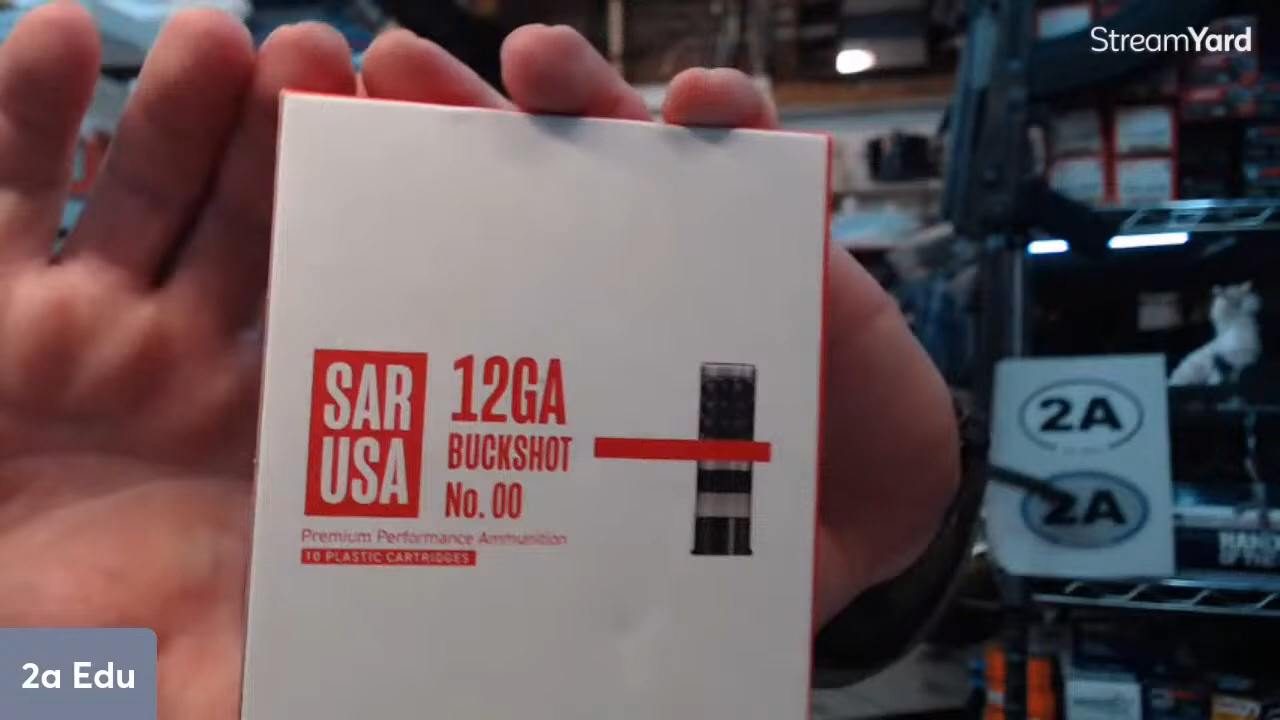 StreamYard
SAR
USA
12GA
BUCKSHOT
No. 00
Premium Performance Ammunition
10 PLASTIC CARTRIDGES
2A
2A
2a Edu